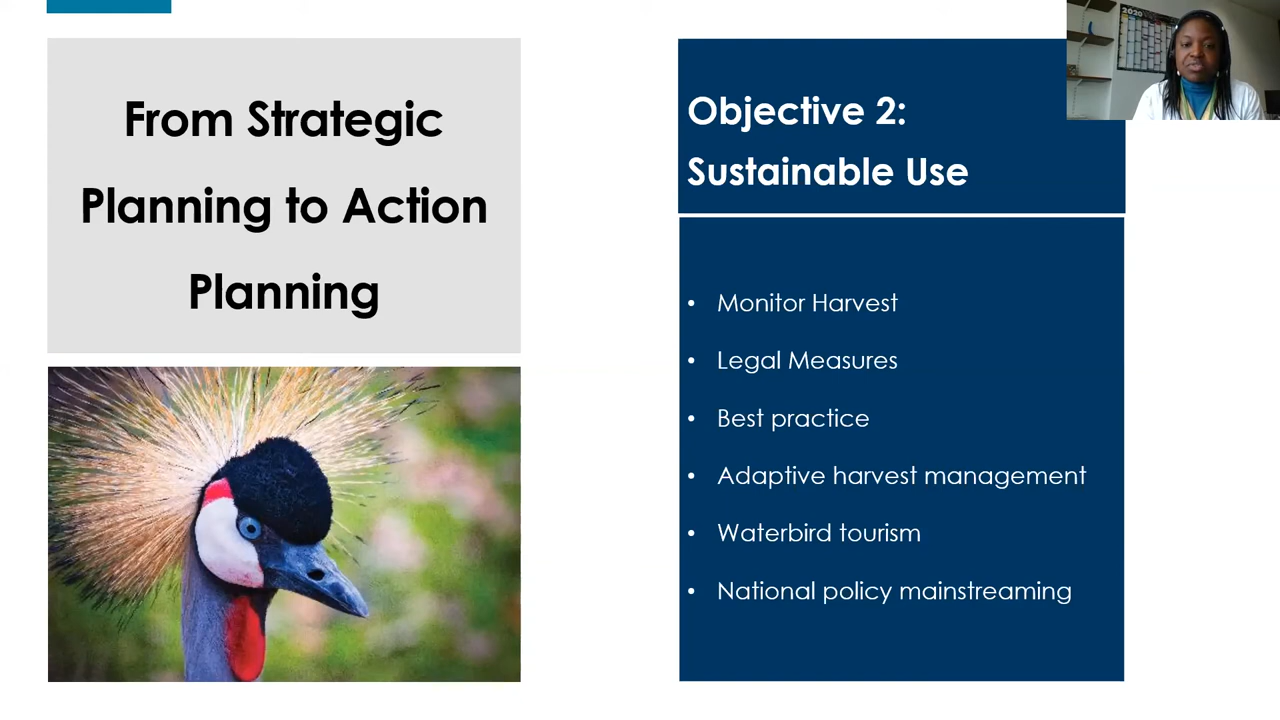 From Strategic
Planning to Action
Planning
Objective 2:
Sustainable Use
• Monitor Harvest
• Legal Measures
• Best practice
• Adaptive harvest management
• Waterbird tourism
• National policy mainstreaming
2020